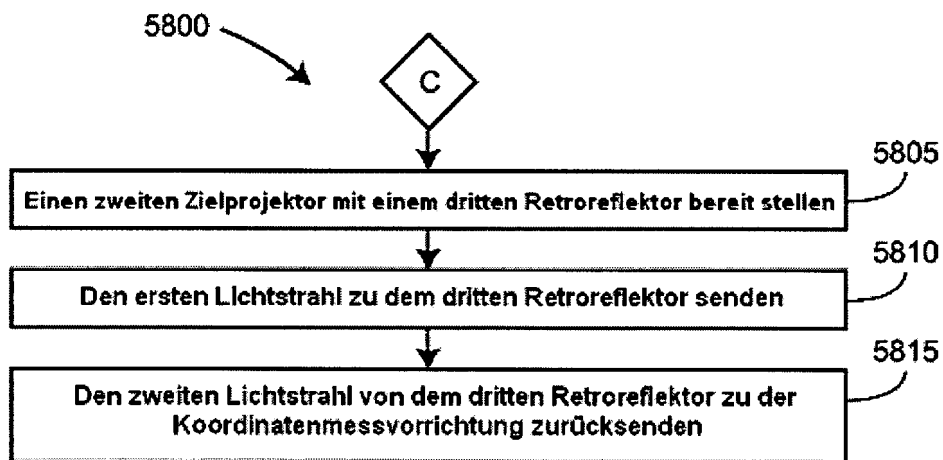 5800
C
5805
Einen zweiten Zielprojektor mit einem dritten Retroreflektor bereit stellen
5810
Den ersten Lichtstrahl zu dem dritten Retroreflektor senden
5815
Den zweiten Lichtstrahl von dem dritten Retroreflektor zu der
Koordinatenmessvorrichtung zurücksenden